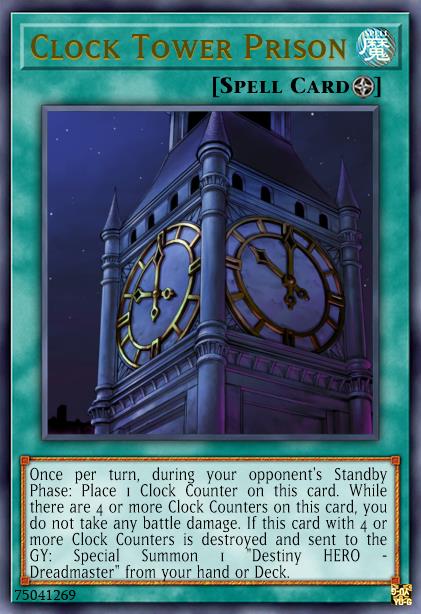 CLOCK TOWER PRISON
SPELL
魔
[SPELL CARD]
Once per turn, during your opponent's Standby
Phase: Place 1 Clock Counter on this card. While
there are 4 or more Clock Counters on this card, you
do not take any battle damage. If this card with 4 or
more Clock Counters is destroyed and sent to the
GY: Special Summon 1 "Destiny HERO -
Dreadmaster" from your hand or Deck.
75041269